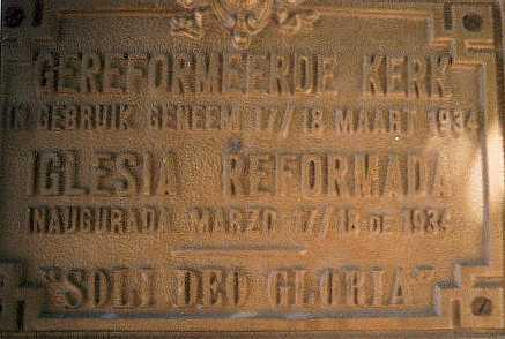 GEREFORMEERDE KERK
IN GEBRUIK GENEEM 17/18 MAART 1934
IGLESIA REFORMADA
INAUGURADA MARZO 17/18 DE 1934
"SOLI DEO GLORIA"